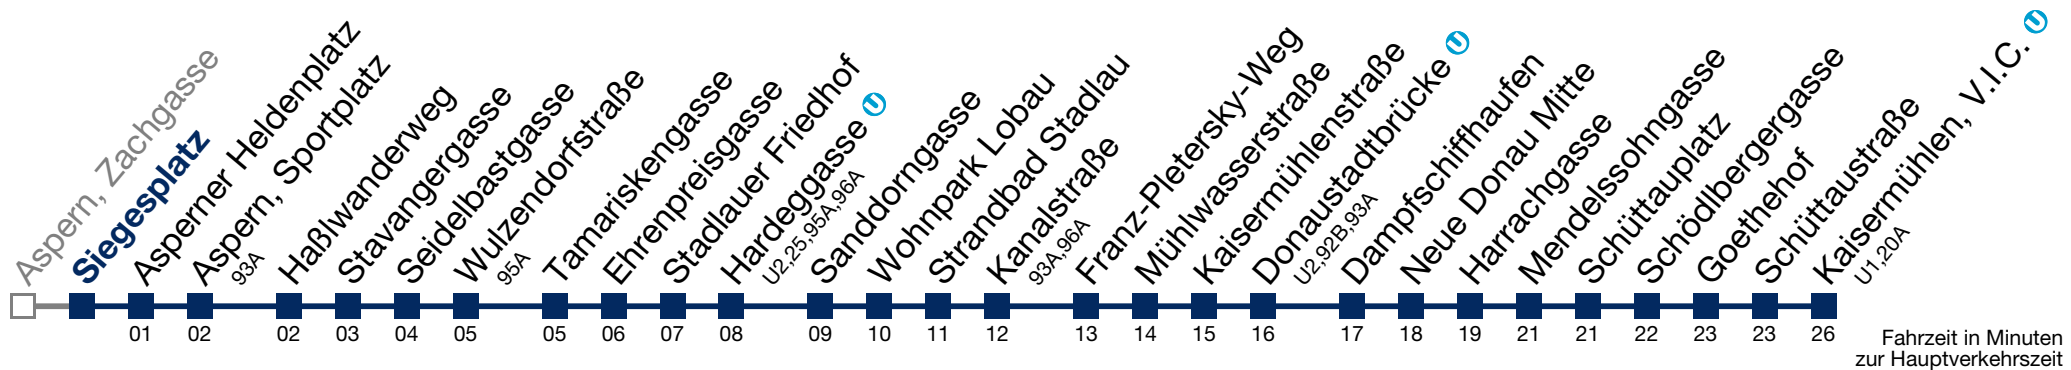 Aspern, Zachgasse
Siegesplatz
Asperner Heldenplatz
Aspern, Sportplatz
93A
Haßlwanderweg
Stavangergasse
Seidelbastgasse
Wulzendorfstraße
95A
Tamariskengasse
Ehrenpreisgasse
Stadlauer Friedhof
Hardeggasse U
U2,25,95A,96A
Sanddorngasse
Wohnpark Lobau
Strandbad Stadlau
Kanalstraße
93A,96A
Franz-Pletersky-Weg
Mühlwasserstraße
Kaisermühlenstraße
Donaustadtbrücke U
U2,92B,93A
Dampfschiffhaufen
Neue Donau Mitte
Harrachgasse
Mendelssohngasse
Schüttauplatz
Schödlbergergasse
Goethehof
Schüttaustraße
Kaisermühlen, V.I.C. U
U1,20A
01 02 02 03 04 05 05 06 07 08 09 10 11 12 13 14 15 16 17 18 19 21 21 22 23 23 26
Fahrzeit in Minuten
zur Hauptverkehrszeit